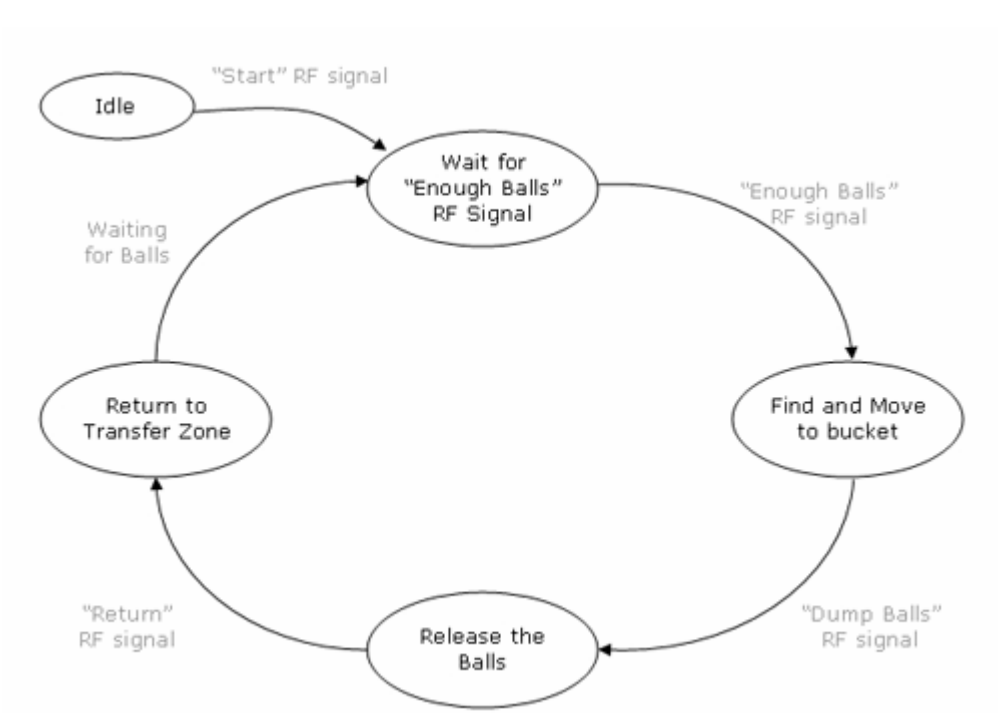 “Start” RF signal
Idle
Wait for
“Enough Balls”
RF Signal
“Enough Balls”
RF signal
Waiting
for Balls
Return to
Transfer Zone
Find and Move
to bucket
“Return”
RF signal
Release the
Balls
“Dump Balls”
RF signal